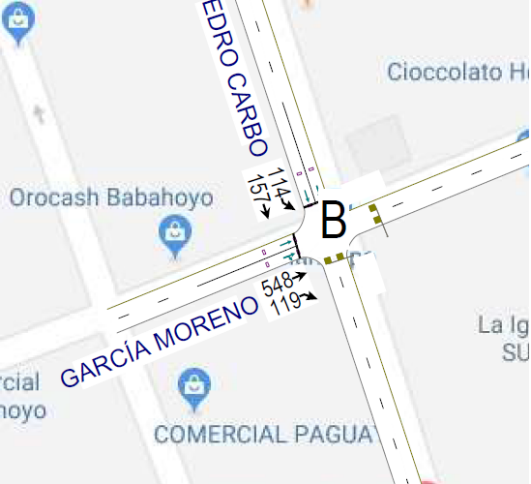 EDRO CARBO
Cioccolato H
114
157
Orocash Babahoyo
B
548
119
GARCÍA MORENO
La Ig
SU
rcial
hoyo
COMERCIAL PAGUA